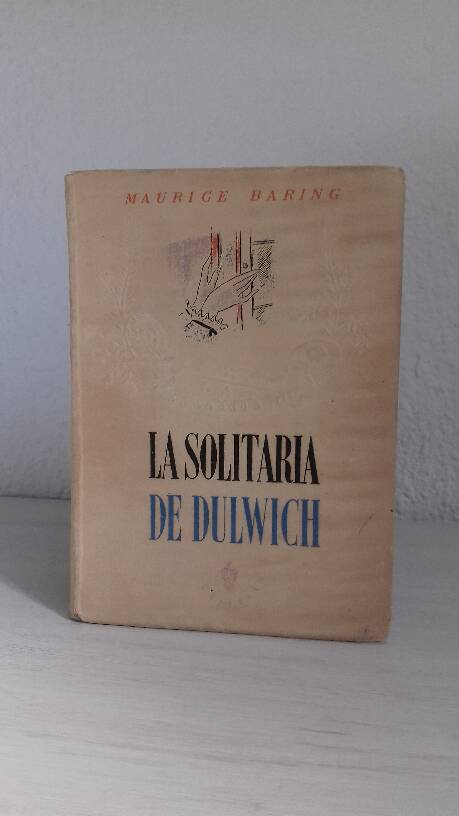 MAURICE BARING
LA SOLITARIA
DE DULWICH